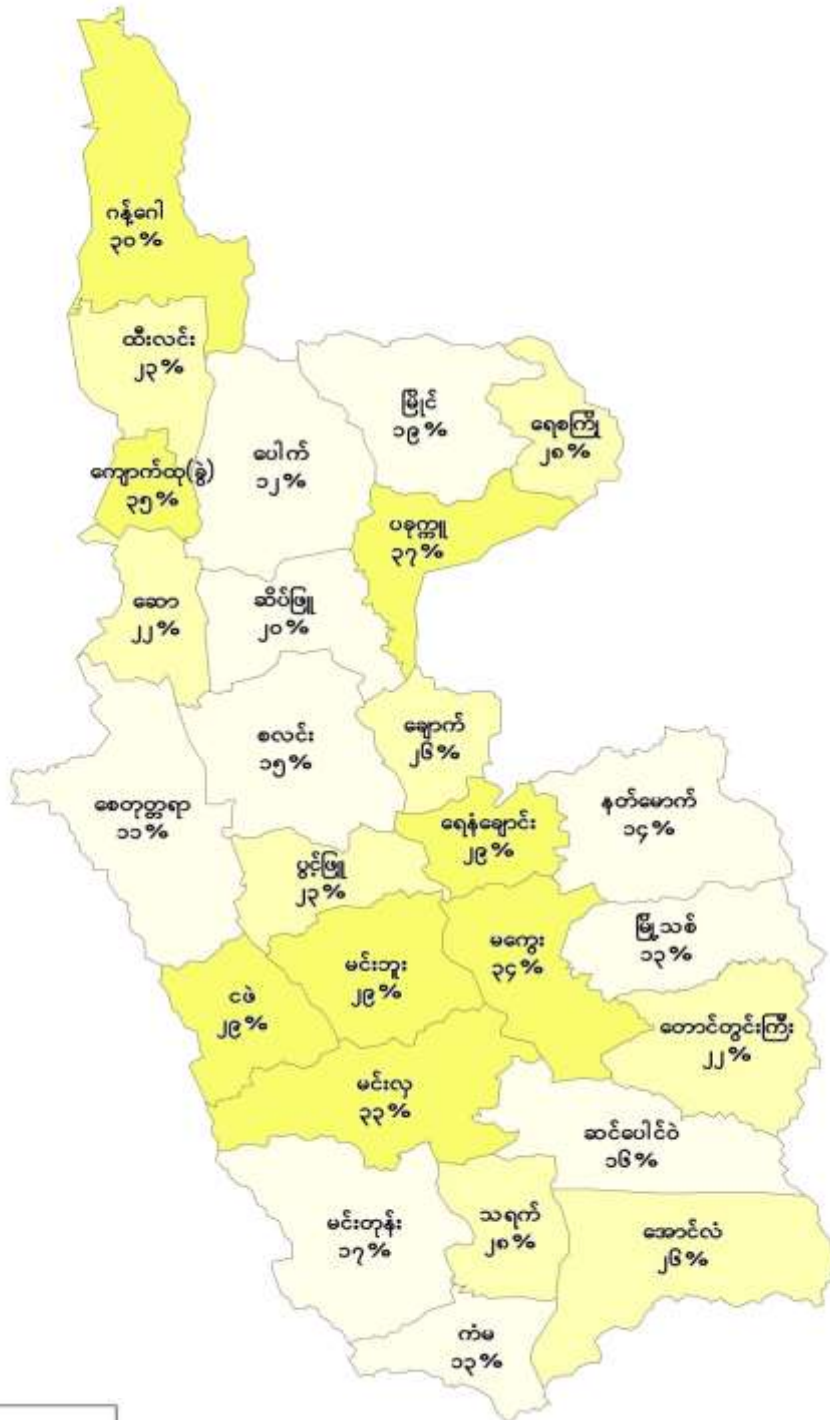 ဂန့်ဂေါ
၃၀%
ထီးလင်း
၂၃%
မြိုင်
၁၉%
ရေစကြို
၂၈%
ပေါက်
၁၂%
ကျောက်ထု(ခွဲ)
၃၅%
ပခုက္ကူ
၃၇%
ဆော
၂၂%
ဆိပ်ဖြူ
၂၀%
ချောက်
၂၆%
စလင်း
၁၅%
စေတုတ္တရာ
၁၁%
နတ်မောက်
၁၄%
ရေနံချောင်း
၂၉%
ပွင့်ဖြူ
၂၃%
မြို့သစ်
၁၃%
မကွေး
၃၄%
မင်းဘူး
၂၉%
ငဖဲ
၂၉%
တောင်တွင်းကြီး
၂၂%
မင်းလှ
၃၃%
ဆင်ပေါင်ဝဲ
၁၆%
မင်းတုန်း
၁၇%
သရက်
၂၈%
အောင်လံ
၂၆%
ကံမ
၁၃%